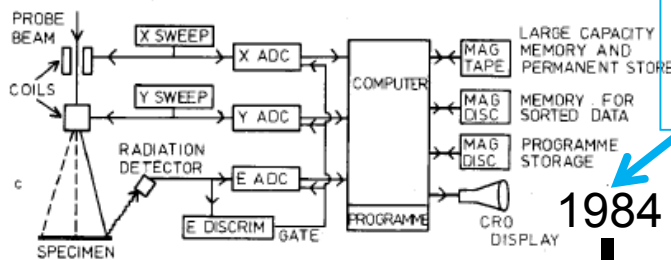 PROBE
BEAM
COILS
X SWEEP
X ADC
Y SWEEP
Y ADC
RADIATION
DETECTOR
E ADC
E DISCRIM
GATE
c
SPECIMEN
COMPUTER
PROGRAMME
MAG
TAPE
LARGE CAPACITY
MEMORY AND
PERMANENT STORE
MAG
DISC
MEMORY FOR
SORTED DATA
MAG
DISC
PROGRAMME
STORAGE
CRO
DISPLAY
1984